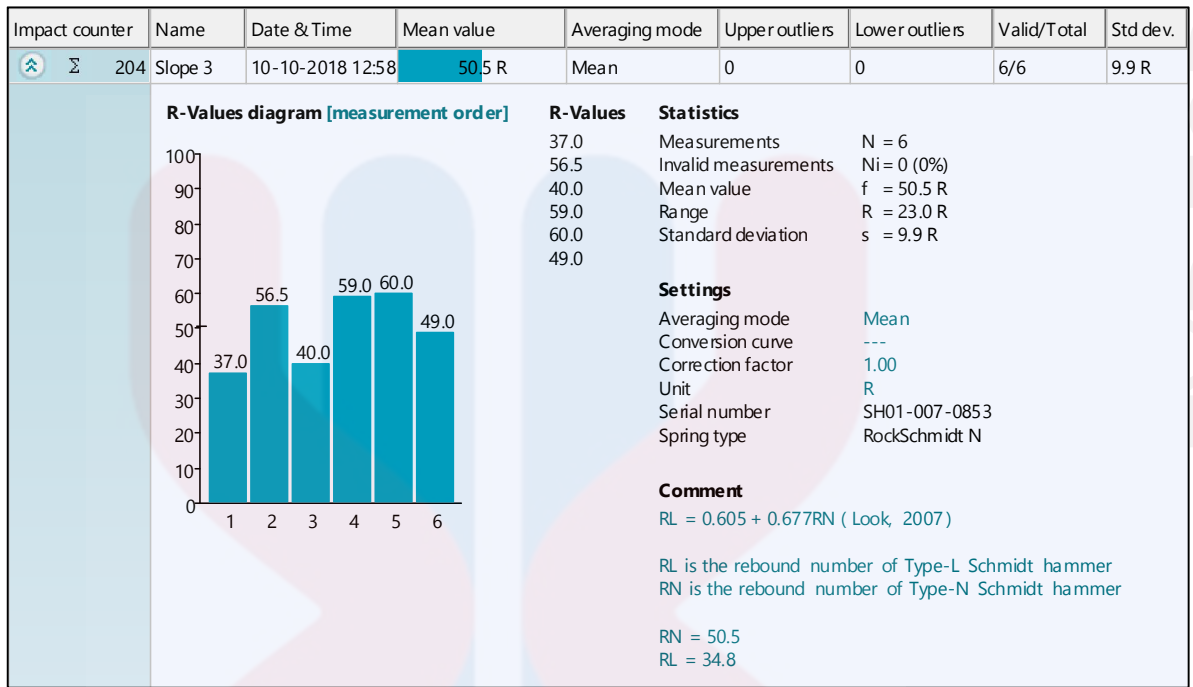 Impact counter Name Date & Time Mean value Averaging mode Upper outliers Lower outliers Valid/Total Std dev.
Σ 204 Slope 3 10-10-2018 12:58 50.5 R Mean 0 0 6/6 9.9 R
R-Values diagram [measurement order]
100
90
80
70
60
50
40
30
20
10
0
37.0
56.5
40.0
59.0
60.0
49.0
1 2 3 4 5 6
R-Values
37.0
56.5
40.0
59.0
60.0
49.0
Statistics
Measurements N = 6
Invalid measurements Ni = 0 (0%)
Mean value f = 50.5 R
Range R = 23.0 R
Standard deviation s = 9.9 R
Settings
Averaging mode Mean
Conversion curve ---
Correction factor 1.00
Unit R
Serial number SH01-007-0853
Spring type RockSchmidt N
Comment
RL = 0.605 + 0.677RN ( Look, 2007 )
RL is the rebound number of Type-L Schmidt hammer
RN is the rebound number of Type-N Schmidt hammer
RN = 50.5
RL = 34.8